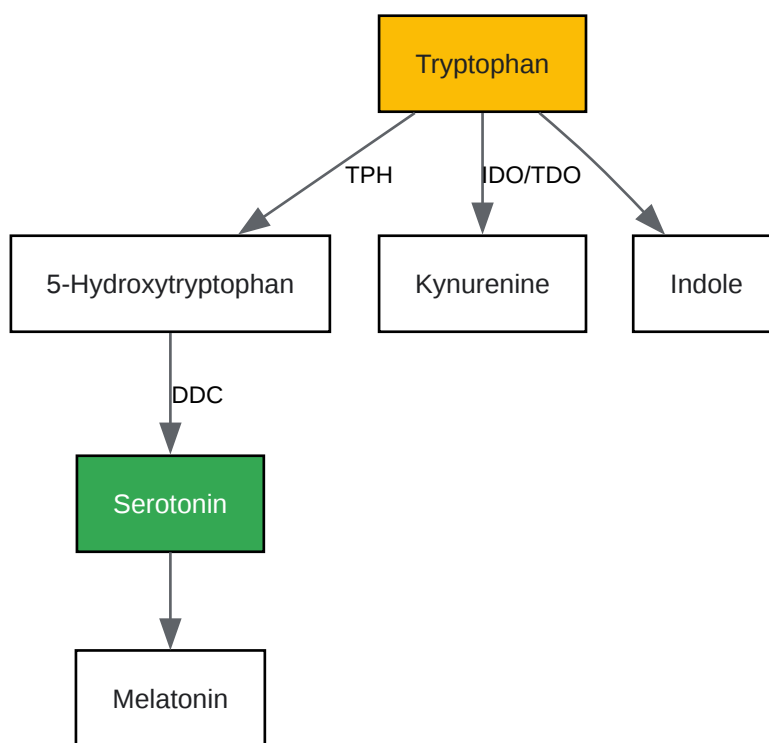 Tryptophan
TPH
IDO/TDO
5-Hydroxytryptophan
Kynurenine
Indole
DDC
Serotonin
Melatonin